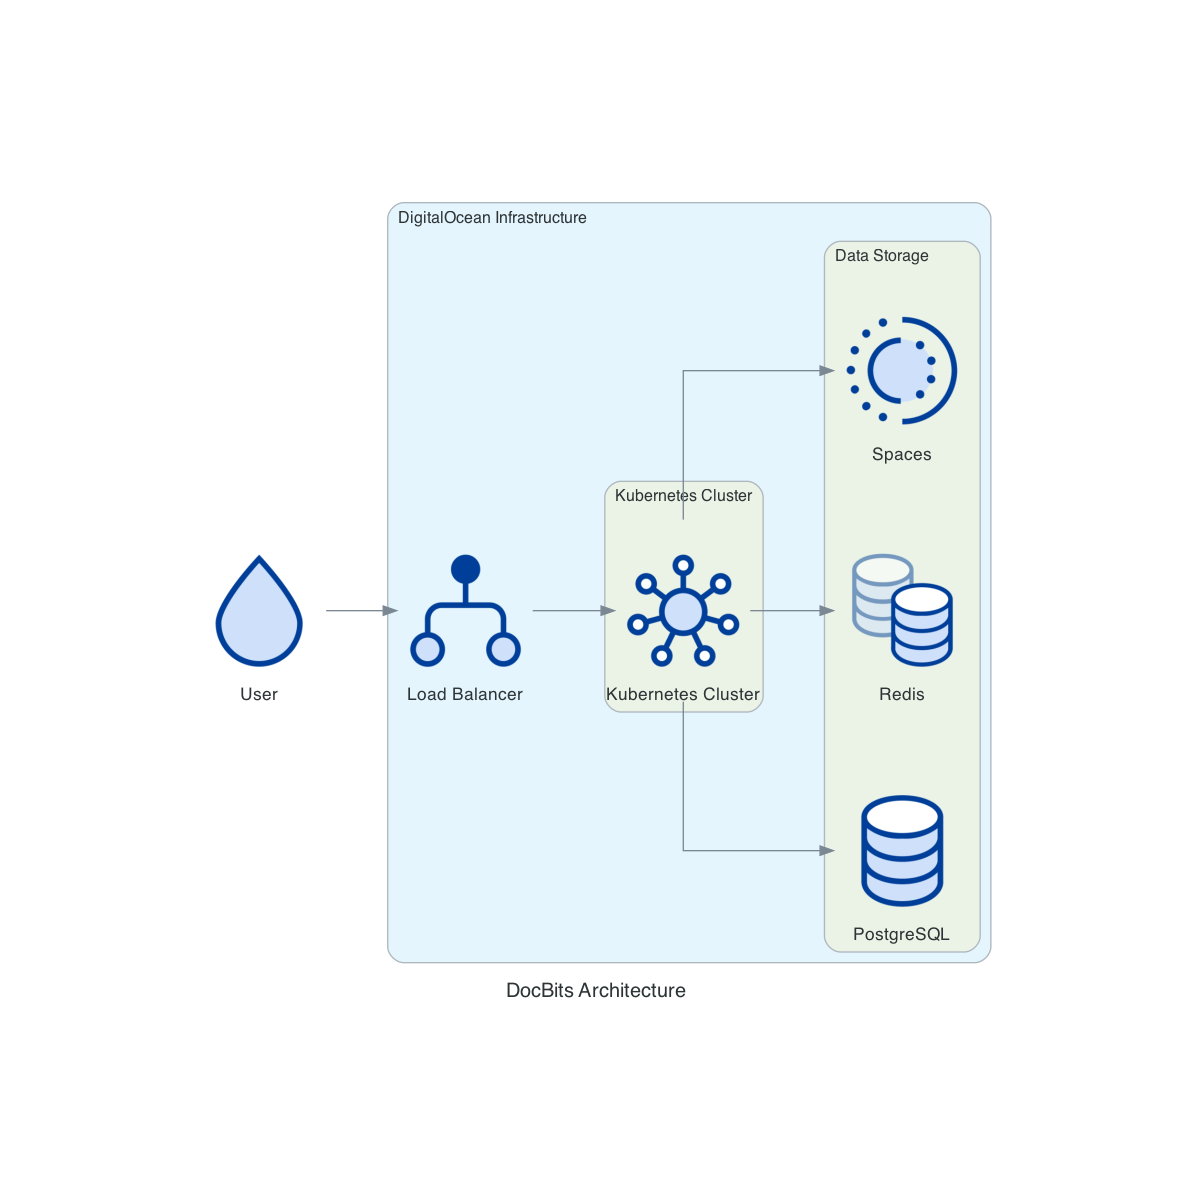 DigitalOcean Infrastructure
Data Storage
Spaces
Kubernetes Cluster
User
Load Balancer
Kubernetes Cluster
Redis
PostgreSQL
DocBits Architecture